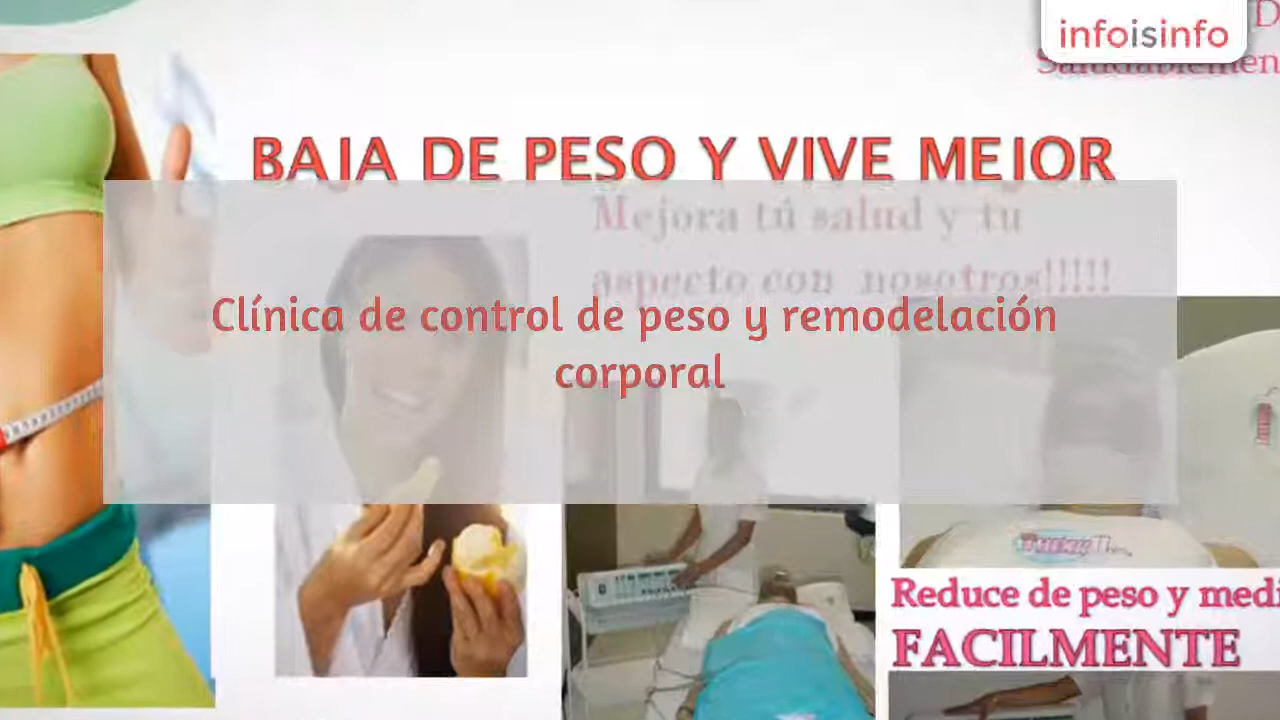 infoisinfo
BAJA DE PESO Y VIVE MEJOR
Mejora tú salud y tu
aspecto con nosotros!!!!!
Clínica de control de peso y remodelación
corporal
Reduce de peso y medi
FACILMENTE